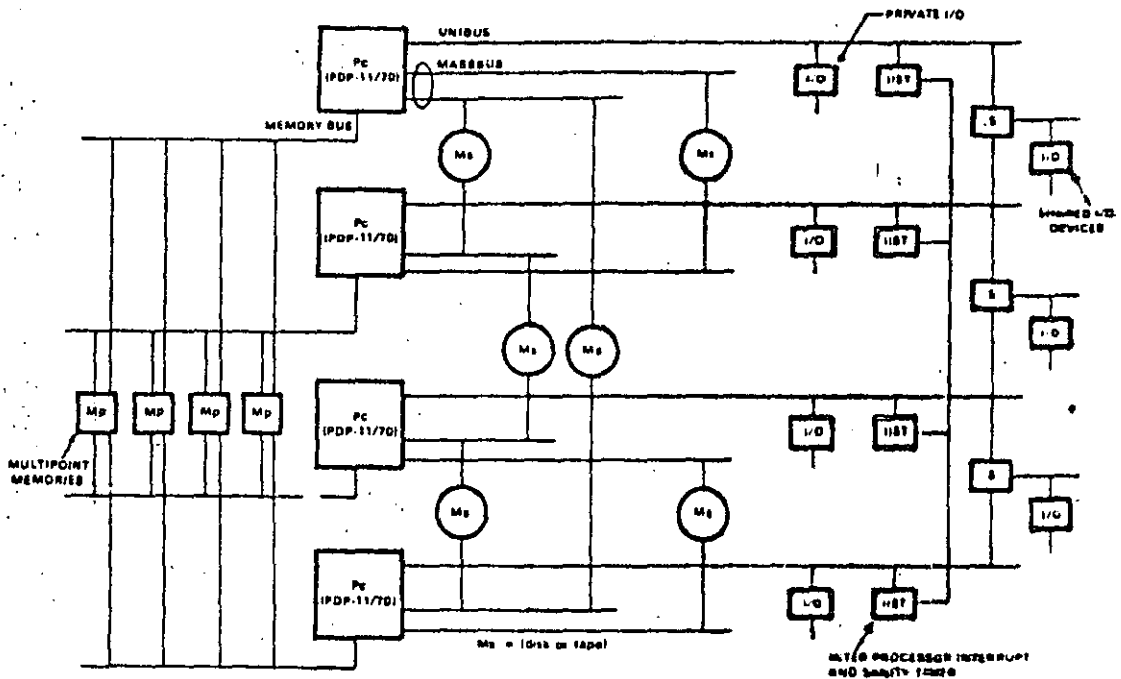 PRIVATE I/O
UNIBUS
Pc
(PDP-11/70)
MASSBUS
I/O
IIST
MEMORY BUS
S
Ms
Ms
I/O
SHARED I/O
DEVICES
Pc
(PDP-11/70)
I/O
IIST
S
I/O
Ms
Ms
Mp
Mp
Mp
Mp
MULTIPOINT
MEMORIES
Pc
(PDP-11/70)
I/O
IIST
S
I/O
Ms
Ms
Pc
(PDP-11/70)
I/O
IIST
Ms = (disk or tape)
INTER PROCESSOR INTERRUPT
AND SANITY TIMER